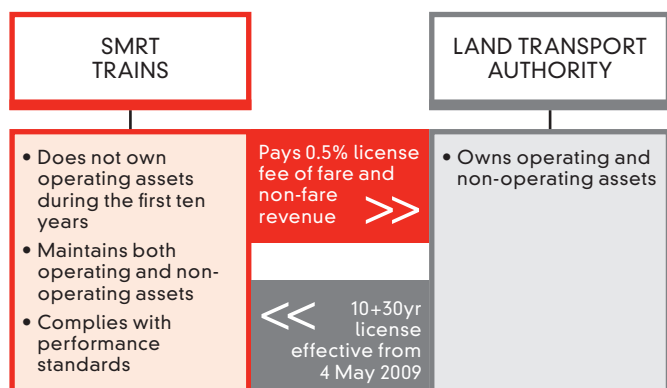 SMRT
TRAINS
LAND TRANSPORT
AUTHORITY
• Does not own
operating assets
during the first ten
years
• Maintains both
operating and non-
operating assets
• Complies with
performance
standards
Pays 0.5% license
fee of fare and
non-fare
revenue >>
<< 10+30yr
license
effective from
4 May 2009
• Owns operating and
non-operating assets